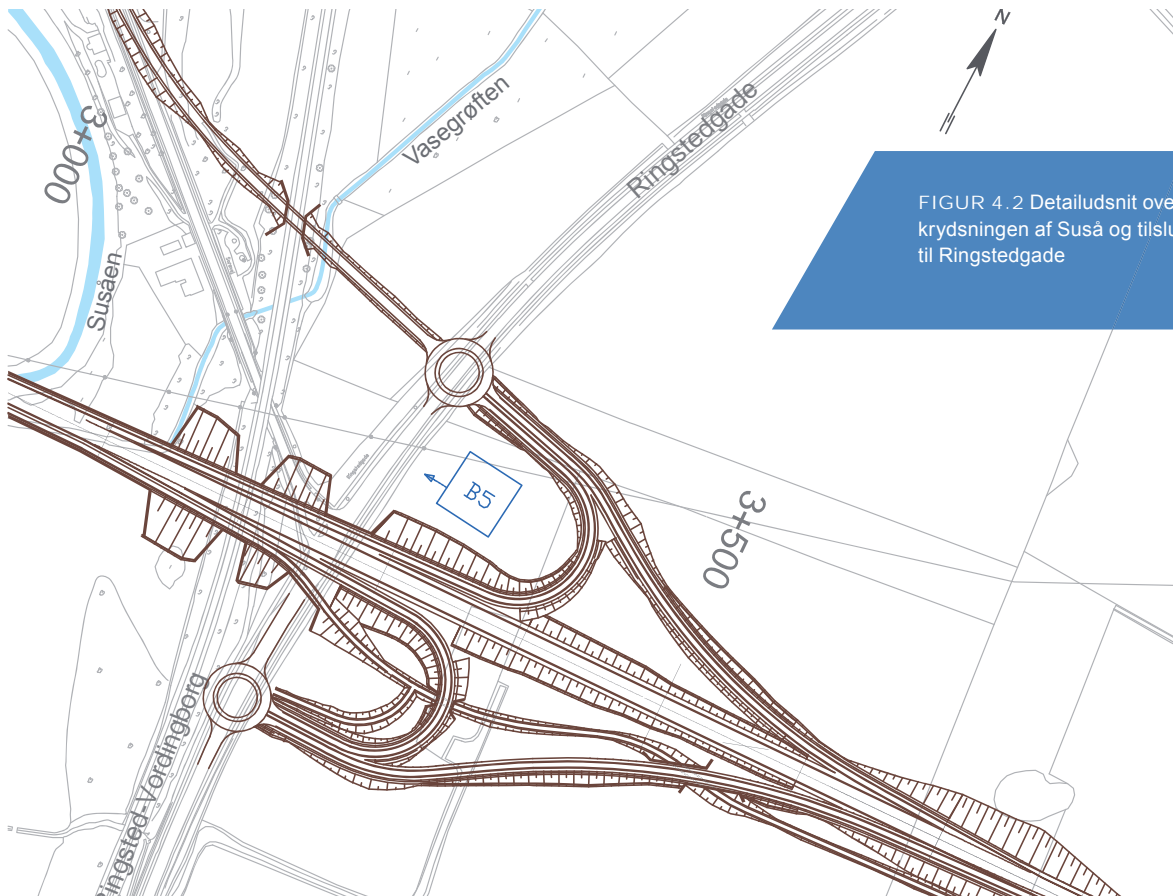 N
3+000
Vasegrøften
Ringstedgade
FIGUR 4.2 Detailudsnit ove
krydsningen af Suså og tilslu
til Ringstedgade
Susåen
B5
3+500
Ringsted-Vordingborg